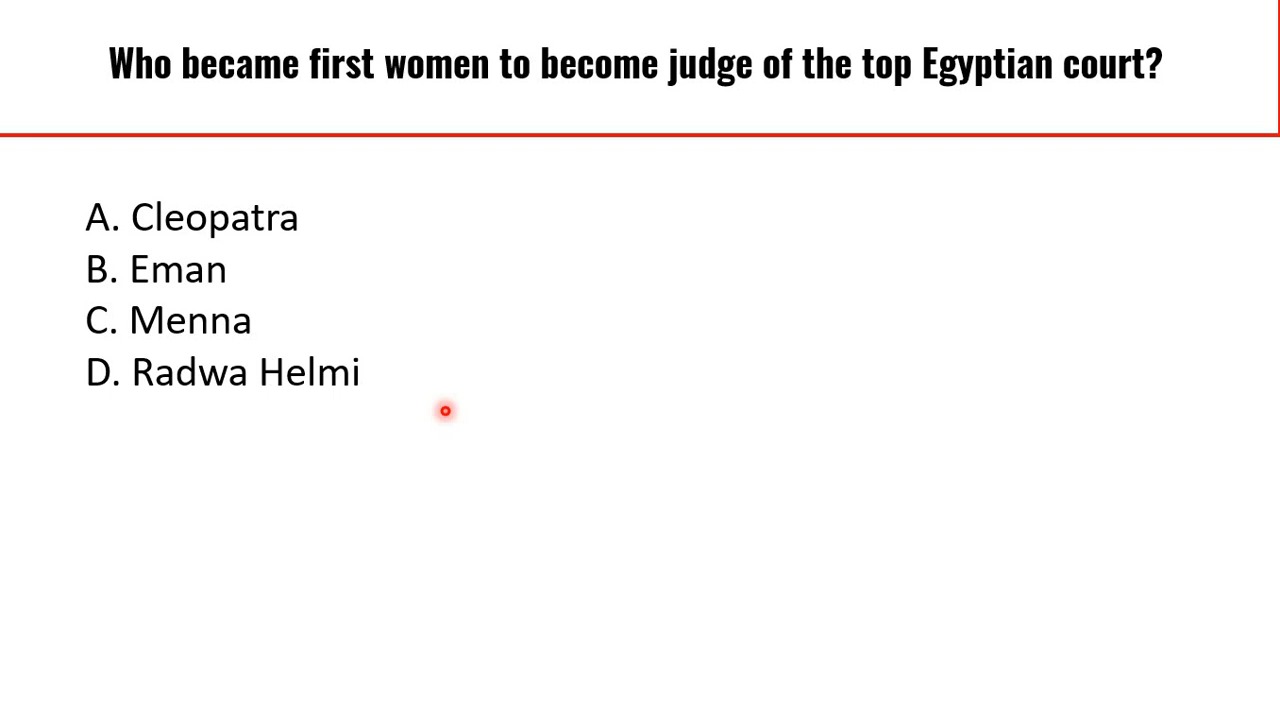 Who became first women to become judge of the top Egyptian court?
A. Cleopatra
B. Eman
C. Menna
D. Radwa Helmi